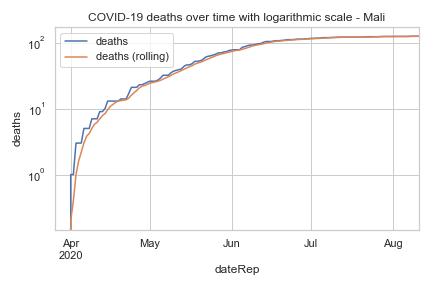 COVID-19 deaths over time with logarithmic scale - Mali
deaths
deaths (rolling)
10²
10¹
10⁰
deaths
Apr May Jun Jul Aug
2020
dateRep